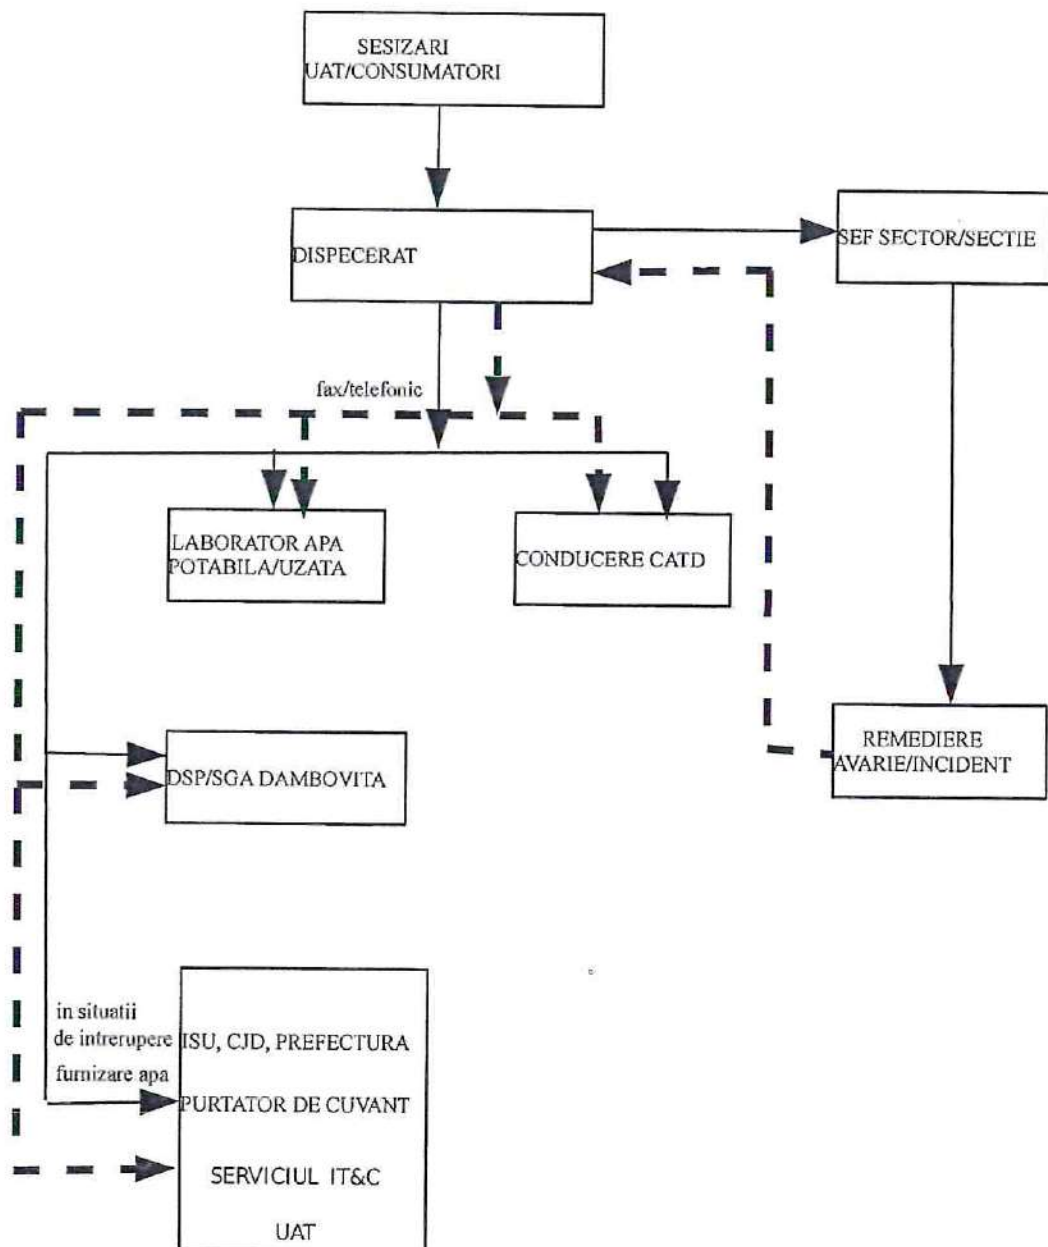 SESIZARI
UAT/CONSUMATORI
DISPECERAT
SEF SECTOR/SECTIE
fax/telefonic
LABORATOR APA
POTABILA/UZATA
CONDUCERE CATD
REMEDIERE
AVARIE/INCIDENT
DSP/SGA DAMBOVITA
in situatii
de intrerupere
furnizare apa
ISU, CJD, PREFECTURA
PURTATOR DE CUVANT
SERVICIUL IT&C
UAT